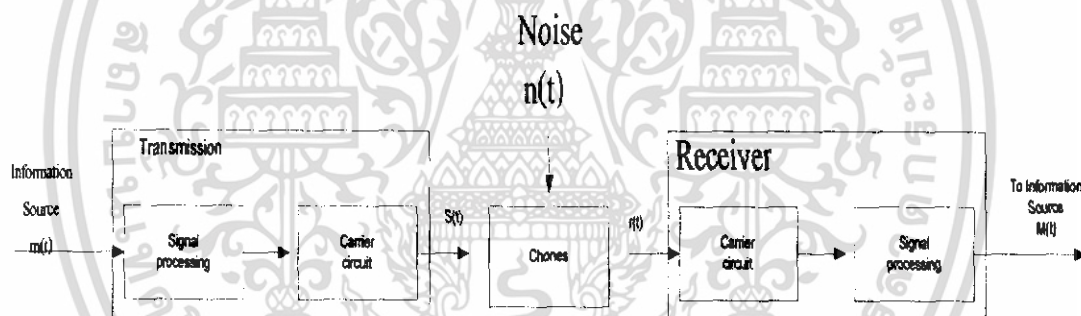 Noise
n(t)
Transmission
Receiver
Information
Source
m(t)
Signal
processing
Carrier
circuit
S(t)
Chones
r(t)
Carrier
circuit
Signal
processing
To Information
Source
M(t)